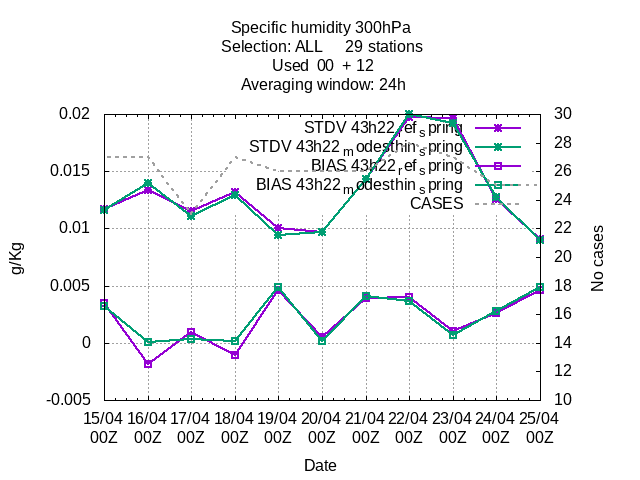 Specific humidity 300hPa
Selection: ALL     29 stations
Used  00  + 12
Averaging window: 24h
0.02
0.015
0.01
0.005
0
-0.005
g/Kg
STDV 43h22_ref_spring
STDV 43h22_modesthin_spring
BIAS 43h22_ref_spring
BIAS 43h22_modesthin_spring
CASES
30
28
26
24
22
20
18
16
14
12
10
No cases
15/04 16/04 17/04 18/04 19/04 20/04 21/04 22/04 23/04 24/04 25/04
00Z 00Z 00Z 00Z 00Z 00Z 00Z 00Z 00Z 00Z 00Z
Date